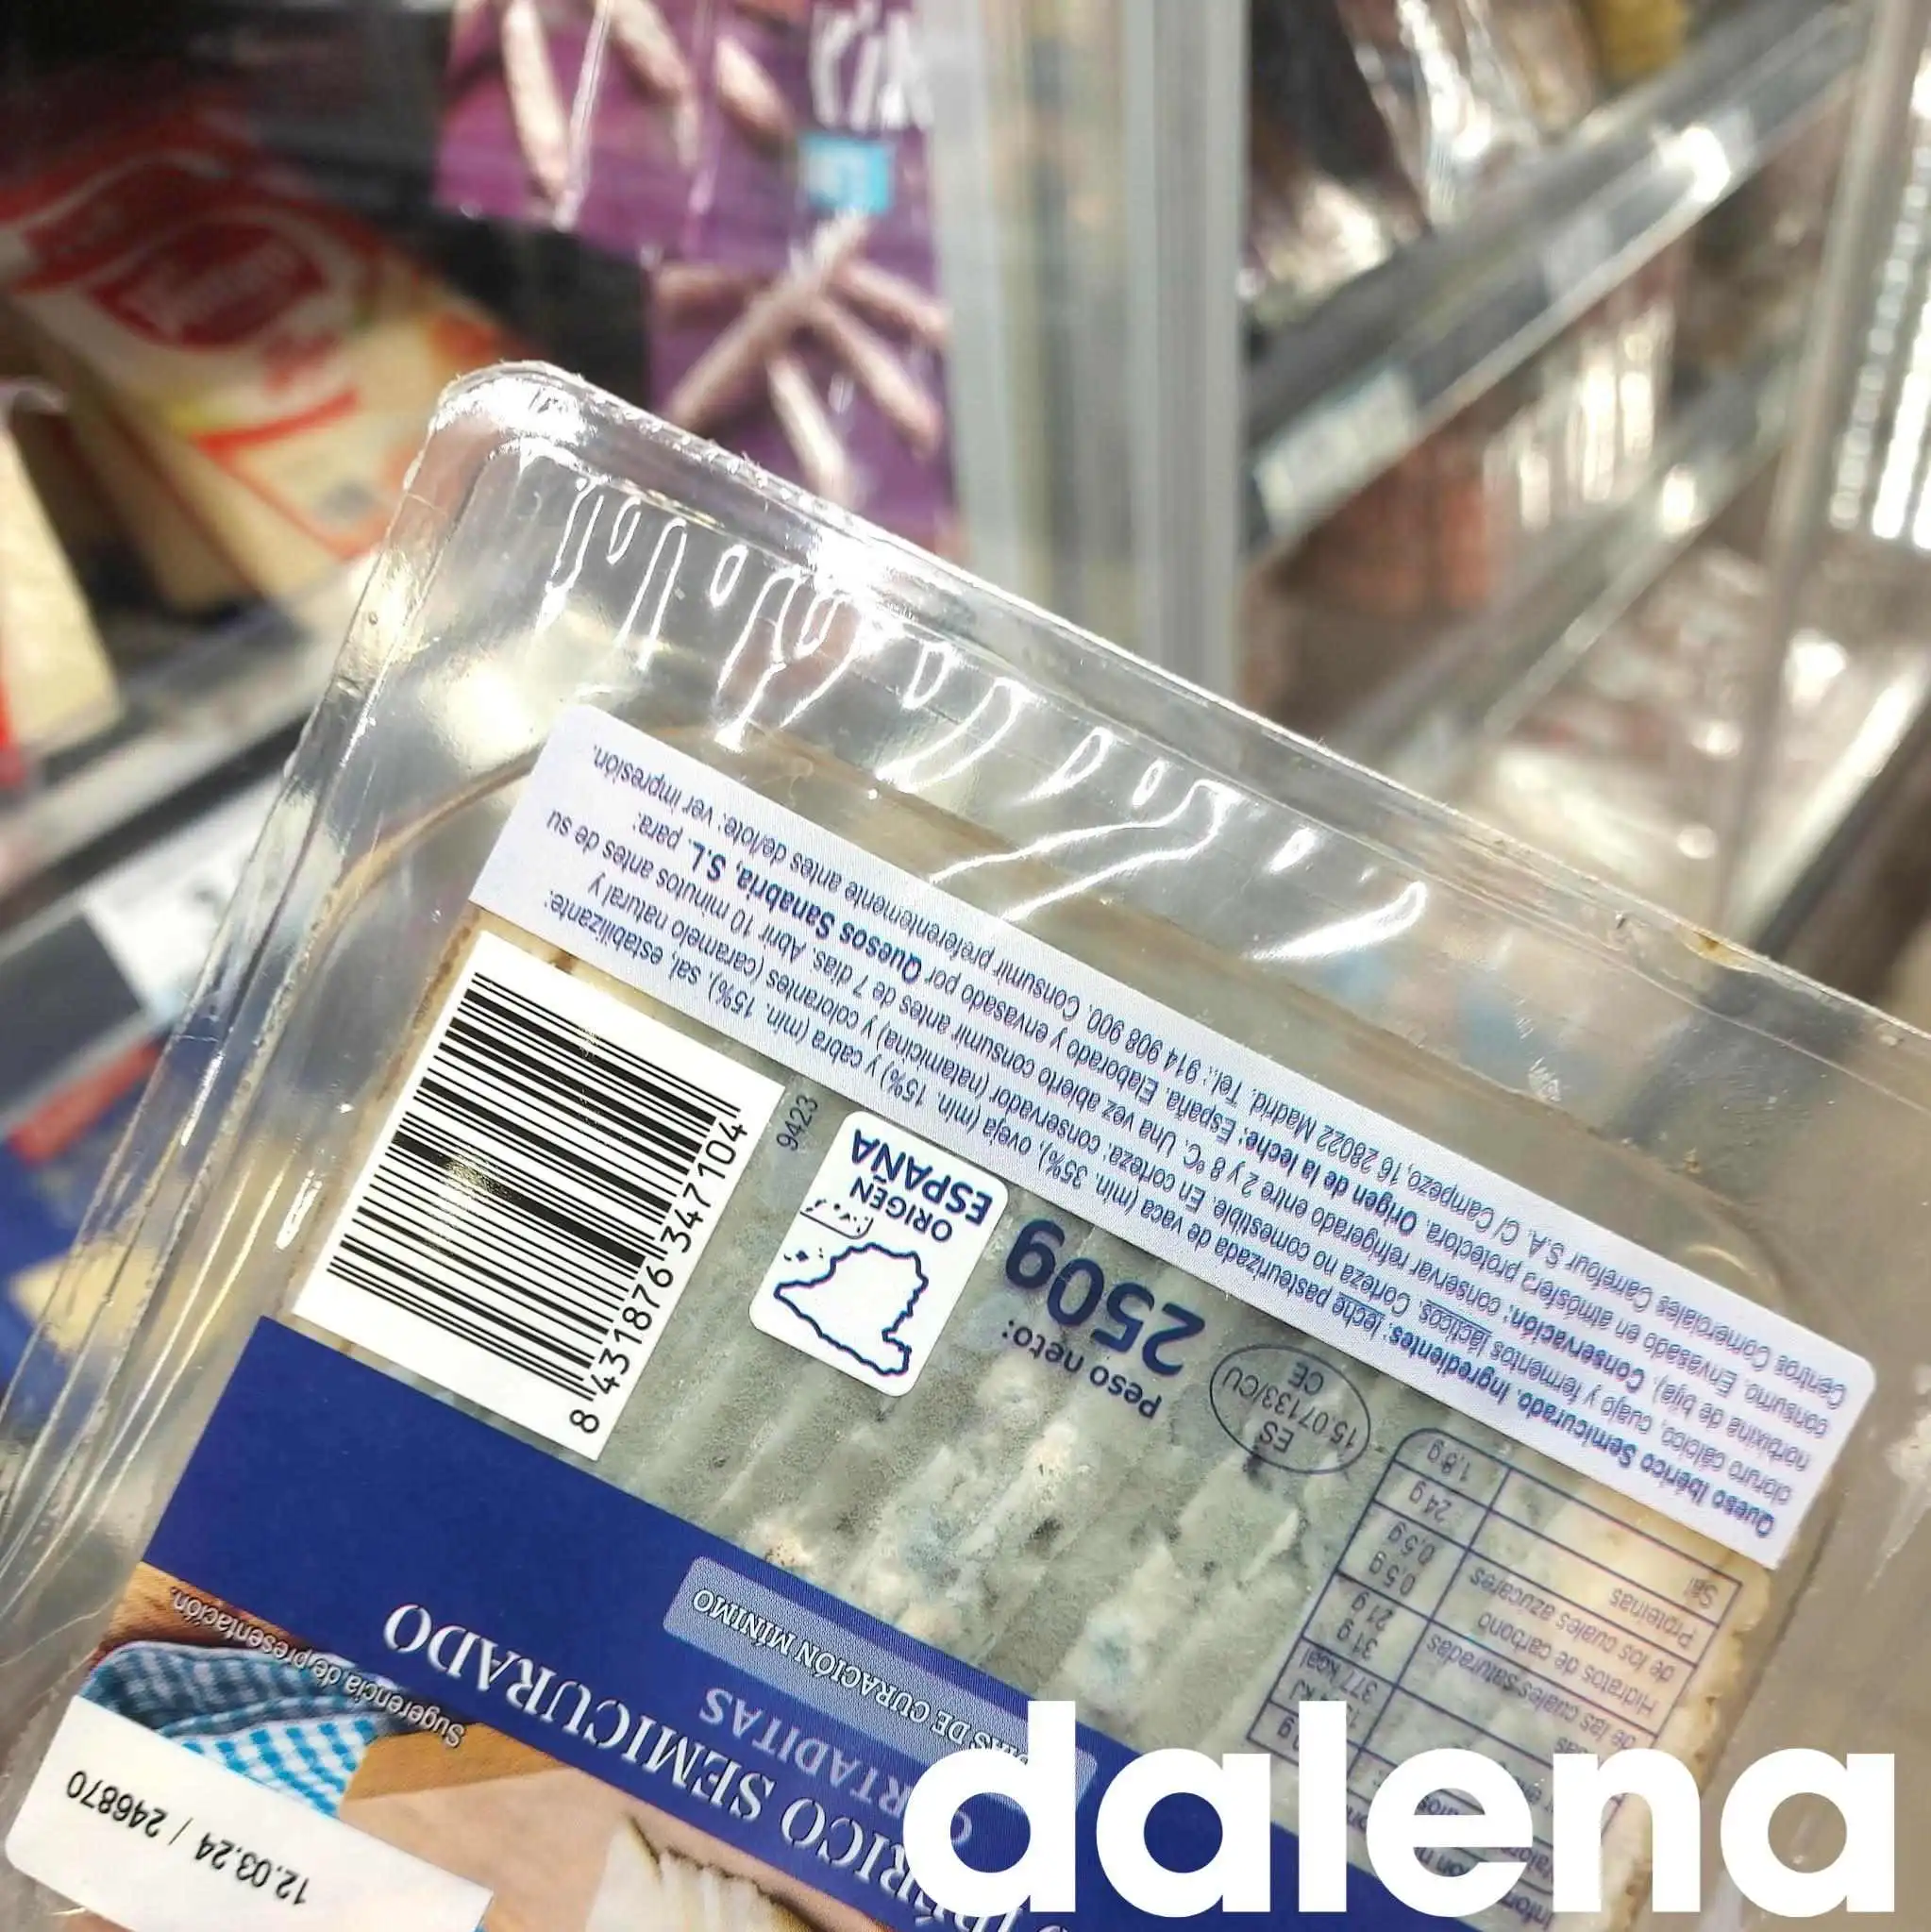 Queso Ibérico Semicurado. Ingredientes: leche pasteurizada de vaca (mín. 35%), oveja (mín. 15%) y cabra (mín. 15%), sal, estabilizante:
cloruro cálcico, cuajo y fermentos lácticos. Corteza no comestible. En corteza: conservador (natamicina) y colorantes (caramelo natural y
norbixina de bija). Conservación: conservar refrigerado entre 2 y 8 ºC. Una vez abierto consumir antes de 7 días. Abrir 10 minutos antes de su
consumo. Envasado en atmósfera protectora. Origen de la leche: España. Elaborado y envasado por Quesos Sanabria, S.L. para:
Centros Comerciales Carrefour S.A. C/ Campezo, 16 28022 Madrid. Tel.: 914 908 900. Consumir preferentemente antes de/lote: ver impresión.
8 431876 347104
9423
ORIGEN
ESPAÑA
Peso neto:
250g
ES
15.07133/CU
CE
Sal 1,8 g
Proteínas 24 g
de los cuales azúcares 0,5 g
Hidratos de carbono 0,5 g
de las cuales saturadas 21 g
31 g
377 kcal
DE CURACIÓN MÍNIMO
SEMICURADO
Sugerencia de presentación.
12.03.24 / 246870
dalena